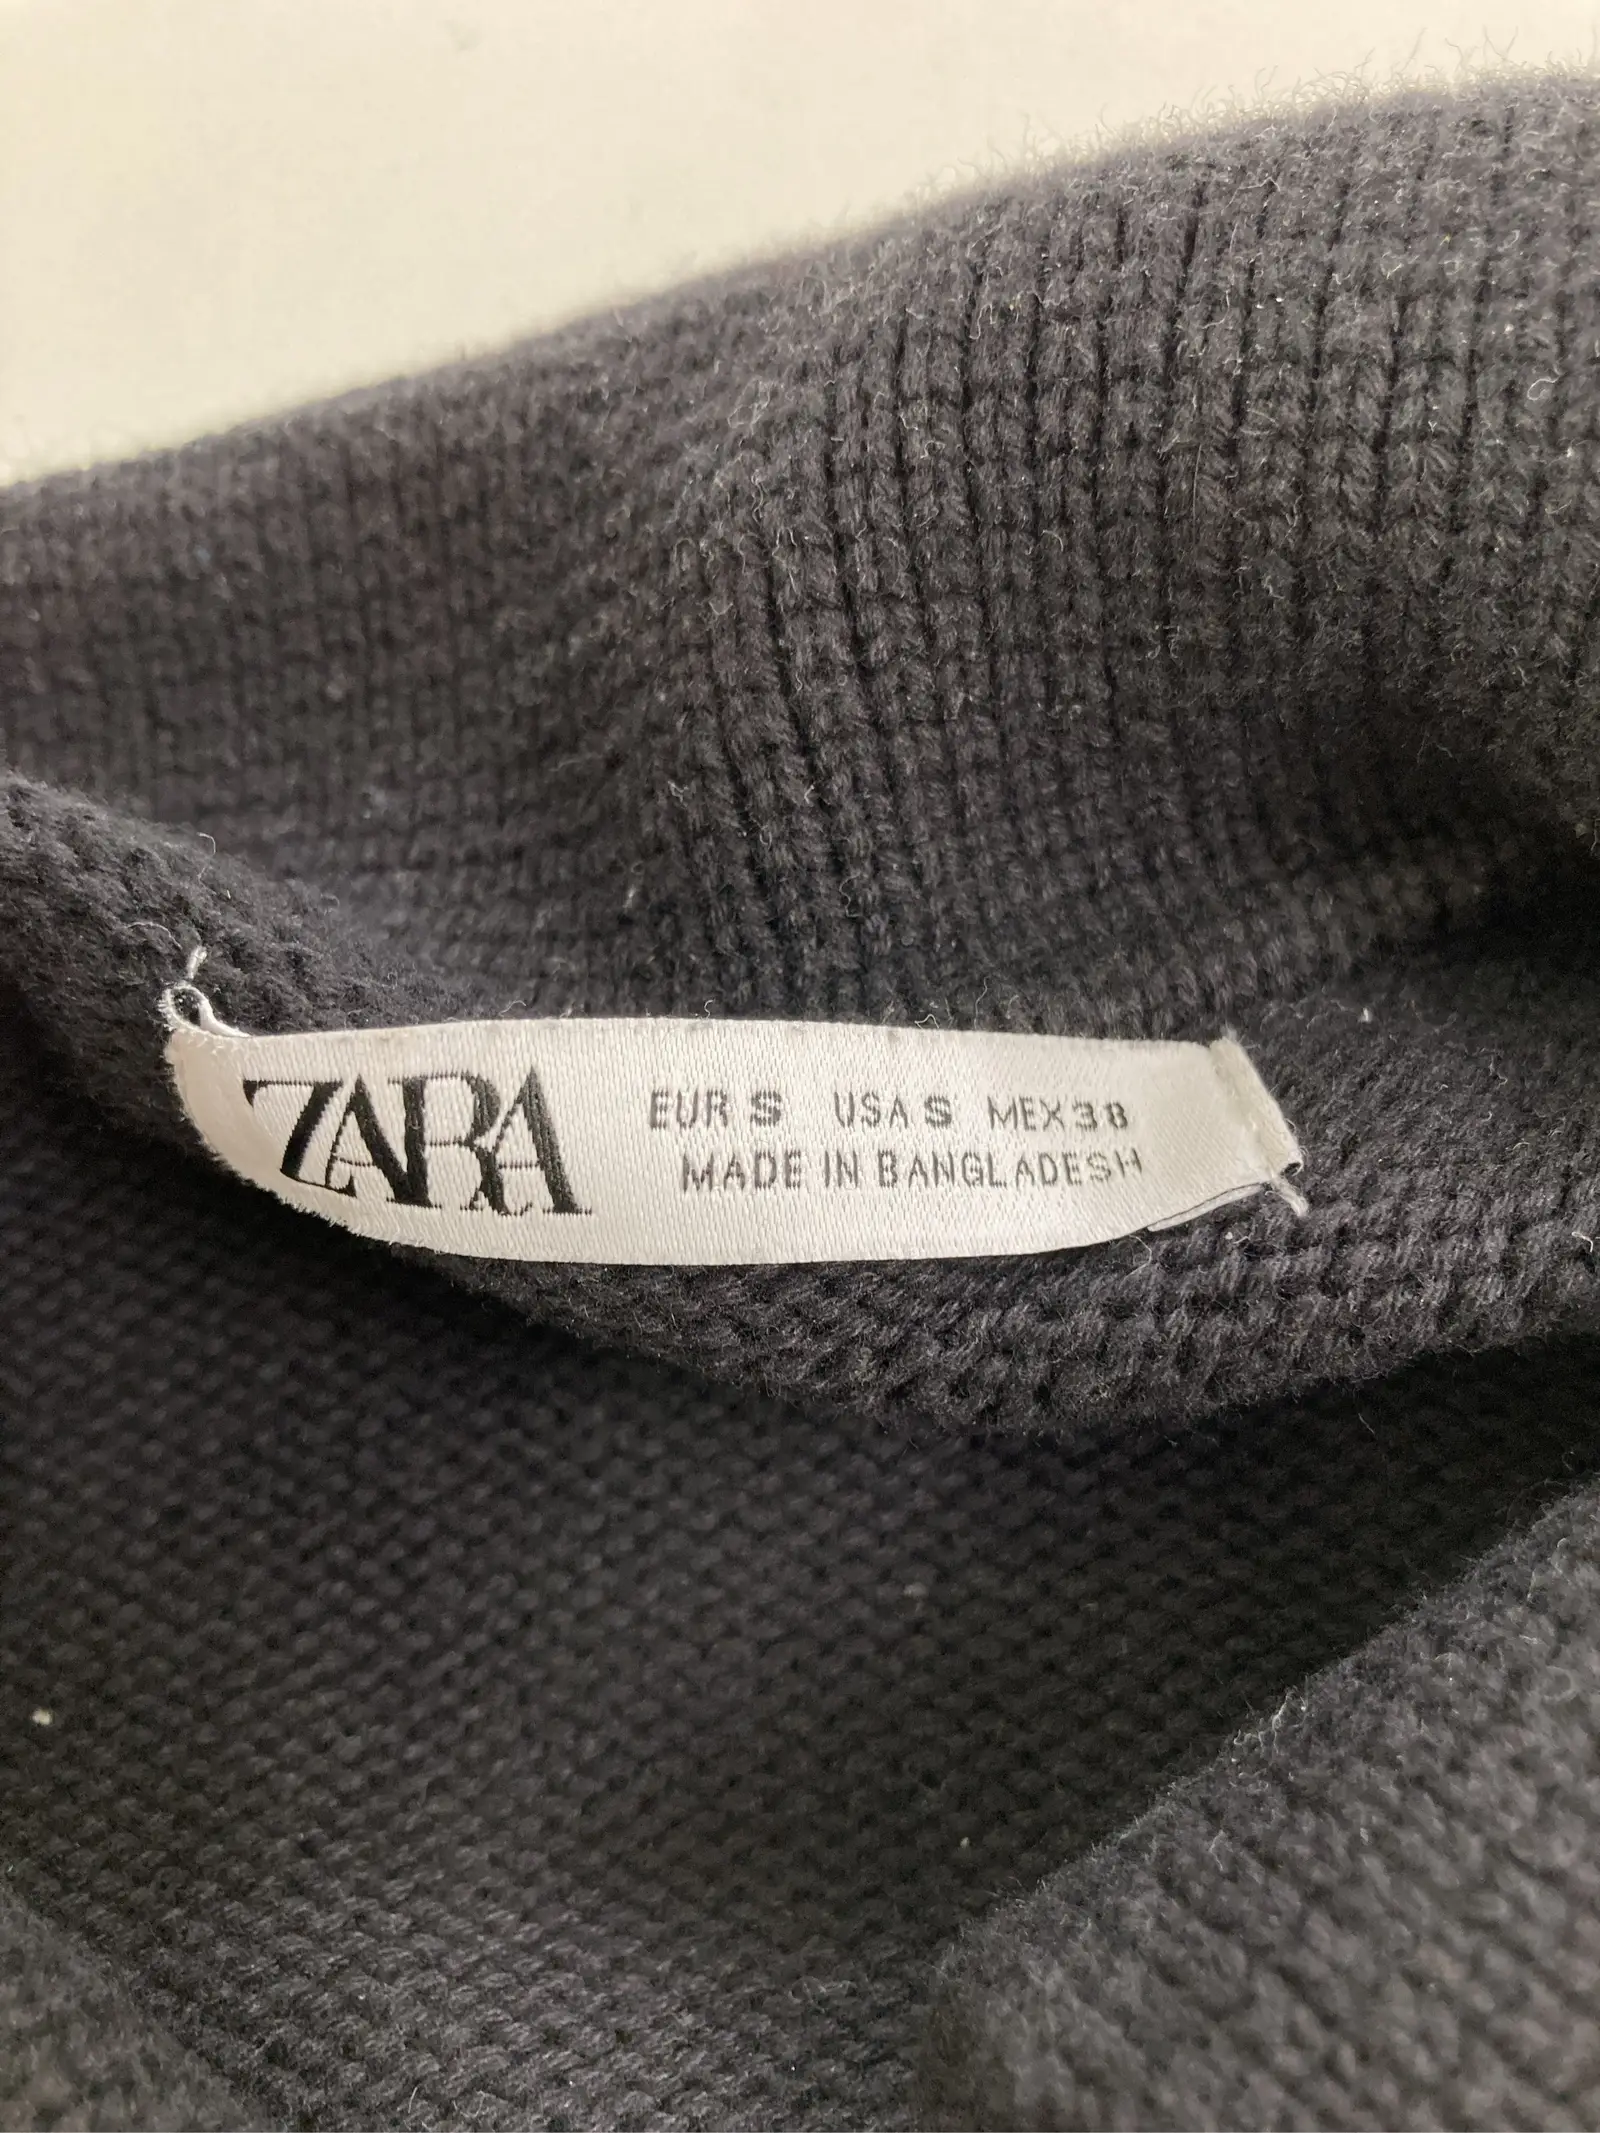 ZARA
EUR S USA S MEX 38
MADE IN BANGLADESH